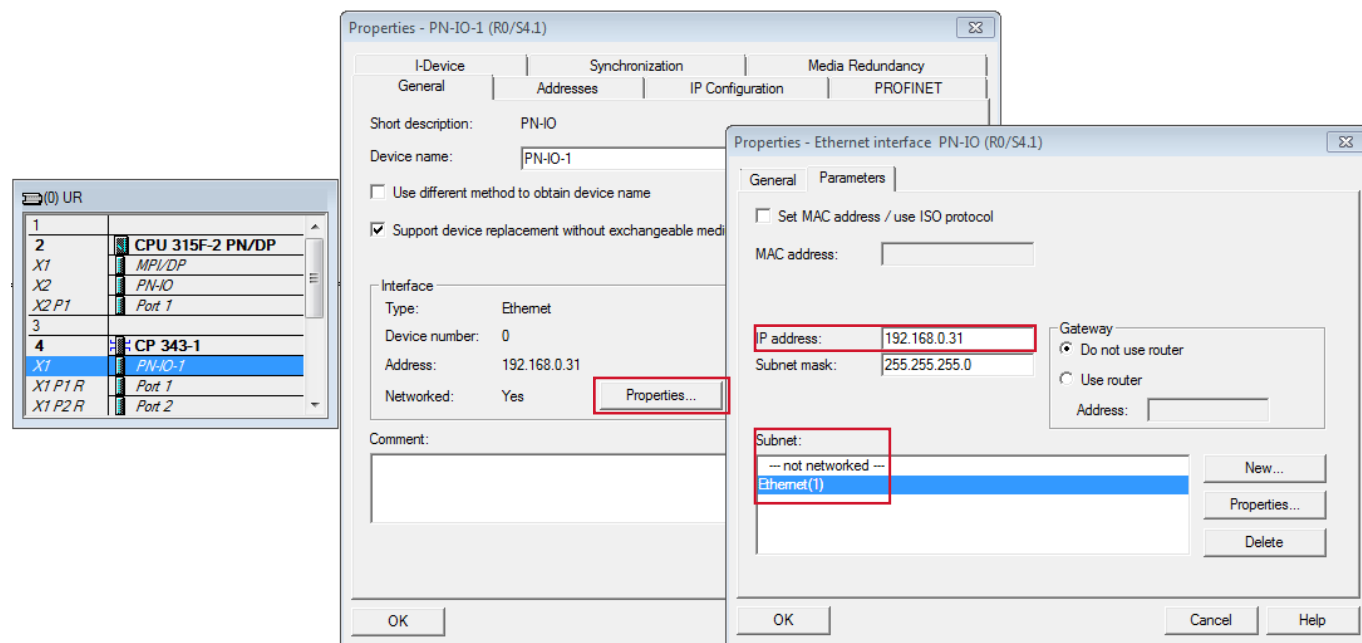 (0) UR
1
2 CPU 315F-2 PN/DP
X1 MPI/DP
X2 PN-IO
X2 P1 Port 1
3
4 CP 343-1
X1 PN-IO-1
X1 P1 R Port 1
X1 P2 R Port 2
Properties - PN-IO-1 (R0/S4.1)
I-Device Synchronization Media Redundancy
General Addresses IP Configuration PROFINET
Short description: PN-IO
Device name: PN-IO-1
Use different method to obtain device name
Support device replacement without exchangeable medi
Interface
Type: Ethernet
Device number: 0
Address: 192.168.0.31
Networked: Yes Properties...
Comment:
OK
Properties - Ethernet interface PN-IO (R0/S4.1)
General Parameters
Set MAC address / use ISO protocol
MAC address:
IP address: 192.168.0.31
Subnet mask: 255.255.255.0
Gateway
Do not use router
Use router
Address:
Subnet:
--- not networked ---
Ethernet(1)
New...
Properties...
Delete
OK Cancel Help